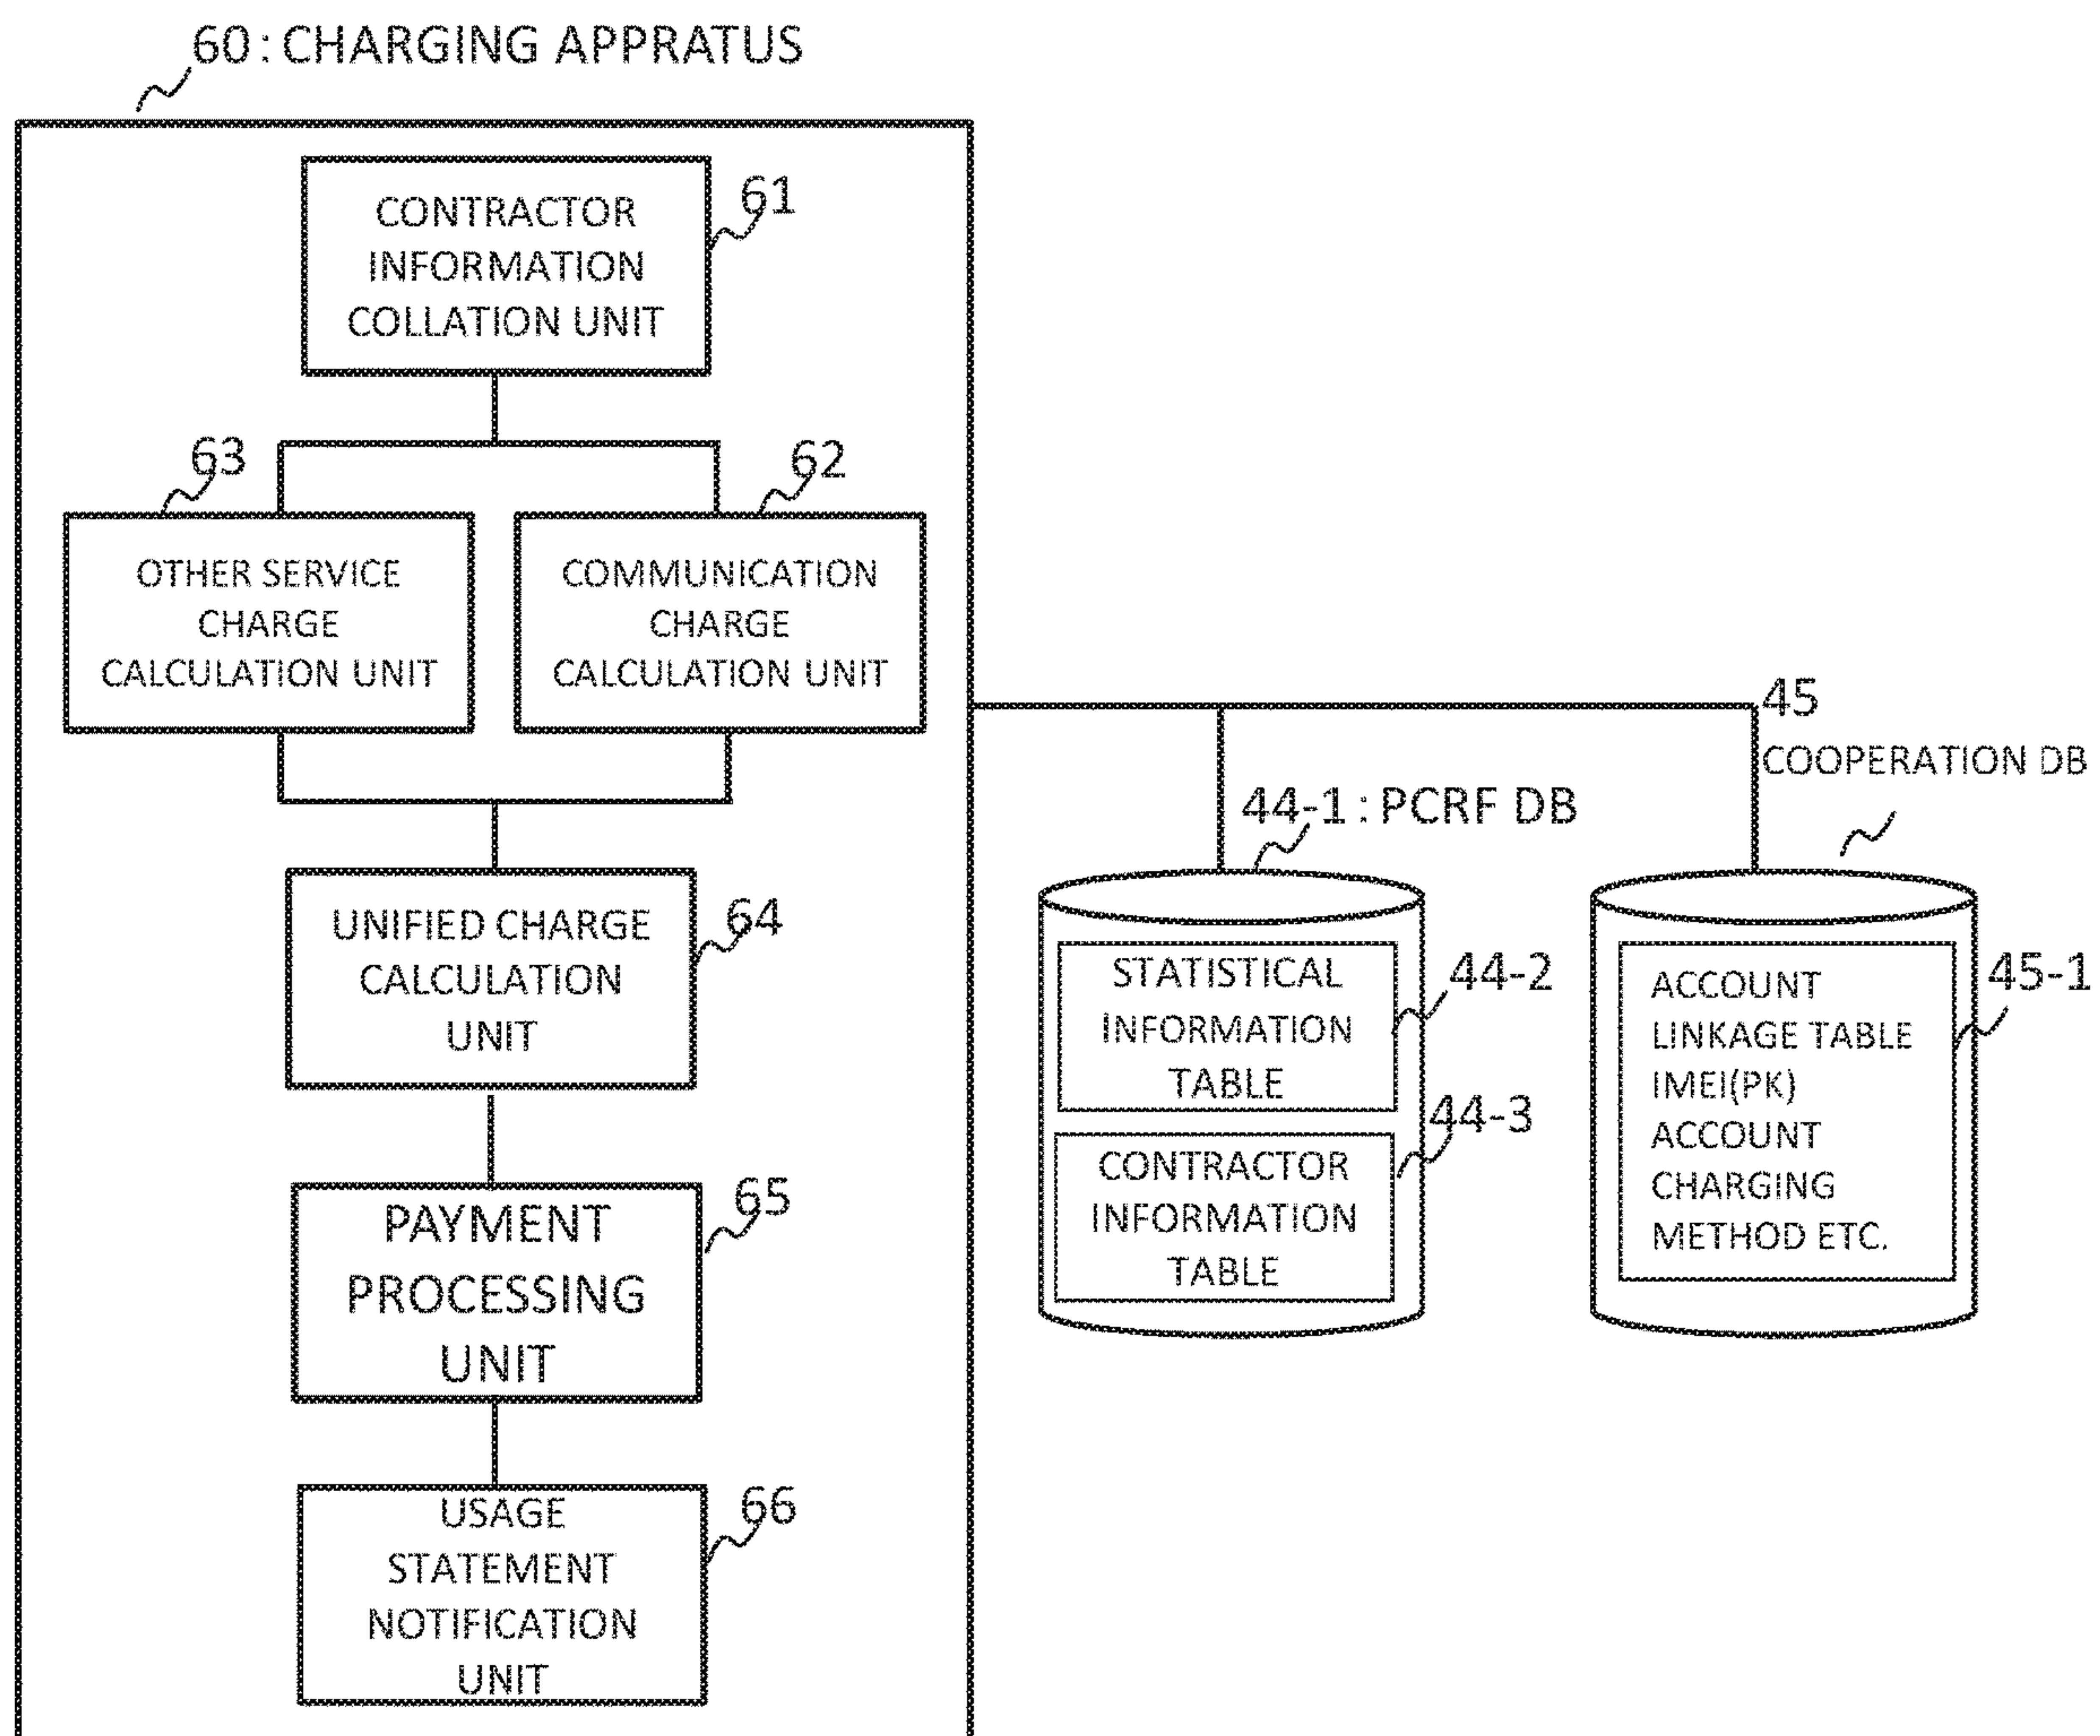 60 : CHARGING APPRATUS
CONTRACTOR
INFORMATION
COLLATION UNIT
61
63
62
OTHER SERVICE
CHARGE
CALCULATION UNIT
COMMUNICATION
CHARGE
CALCULATION UNIT
UNIFIED CHARGE
CALCULATION
UNIT
64
PAYMENT
PROCESSING
UNIT
65
USAGE
STATEMENT
NOTIFICATION
UNIT
66
45
COOPERATION DB
44-1 : PCRF DB
STATISTICAL
INFORMATION
TABLE
44-2
44-3
CONTRACTOR
INFORMATION
TABLE
ACCOUNT
LINKAGE TABLE
IMEI(PK)
ACCOUNT
CHARGING
METHOD ETC.
45-1